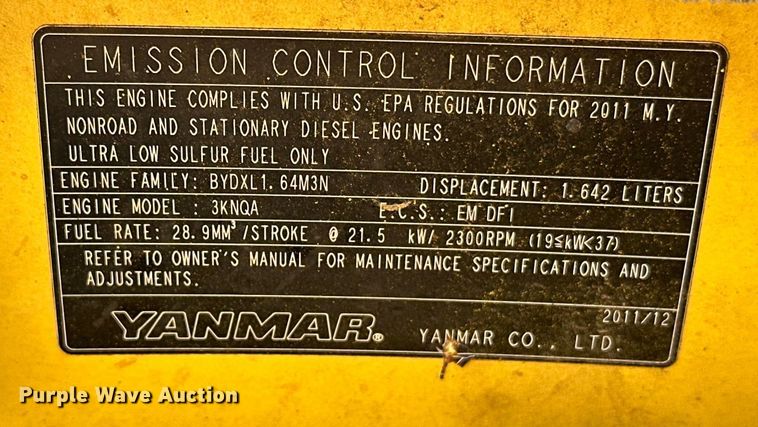 EMISSION CONTROL INFORMATION
THIS ENGINE COMPLIES WITH U.S. EPA REGULATIONS FOR 2011 M.Y.
NONROAD AND STATIONARY DIESEL ENGINES.
ULTRA LOW SULFUR FUEL ONLY
ENGINE FAMILY: BYDXL1.64M3N DISPLACEMENT: 1.642 LITERS
ENGINE MODEL : 3KNQA E.C.S.: EM DFI
FUEL RATE: 28.9MM³/STROKE @ 21.5 kW/ 2300RPM (19≤kW<37)
REFER TO OWNER'S MANUAL FOR MAINTENANCE SPECIFICATIONS AND
ADJUSTMENTS.
2011/12
YANMAR® YANMAR CO., LTD.
Purple Wave Auction